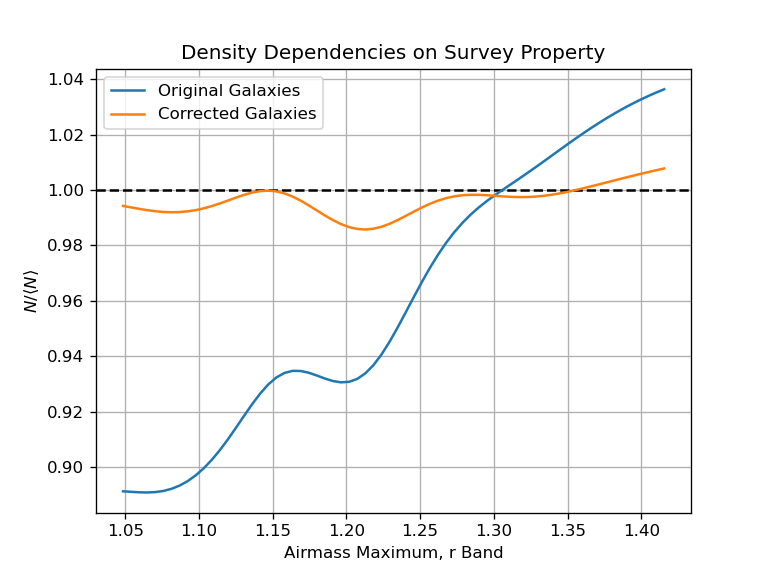 Density Dependencies on Survey Property
Original Galaxies
Corrected Galaxies
1.04
1.02
1.00
0.98
0.96
0.94
0.92
0.90
N/⟨N⟩
1.05 1.10 1.15 1.20 1.25 1.30 1.35 1.40
Airmass Maximum, r Band